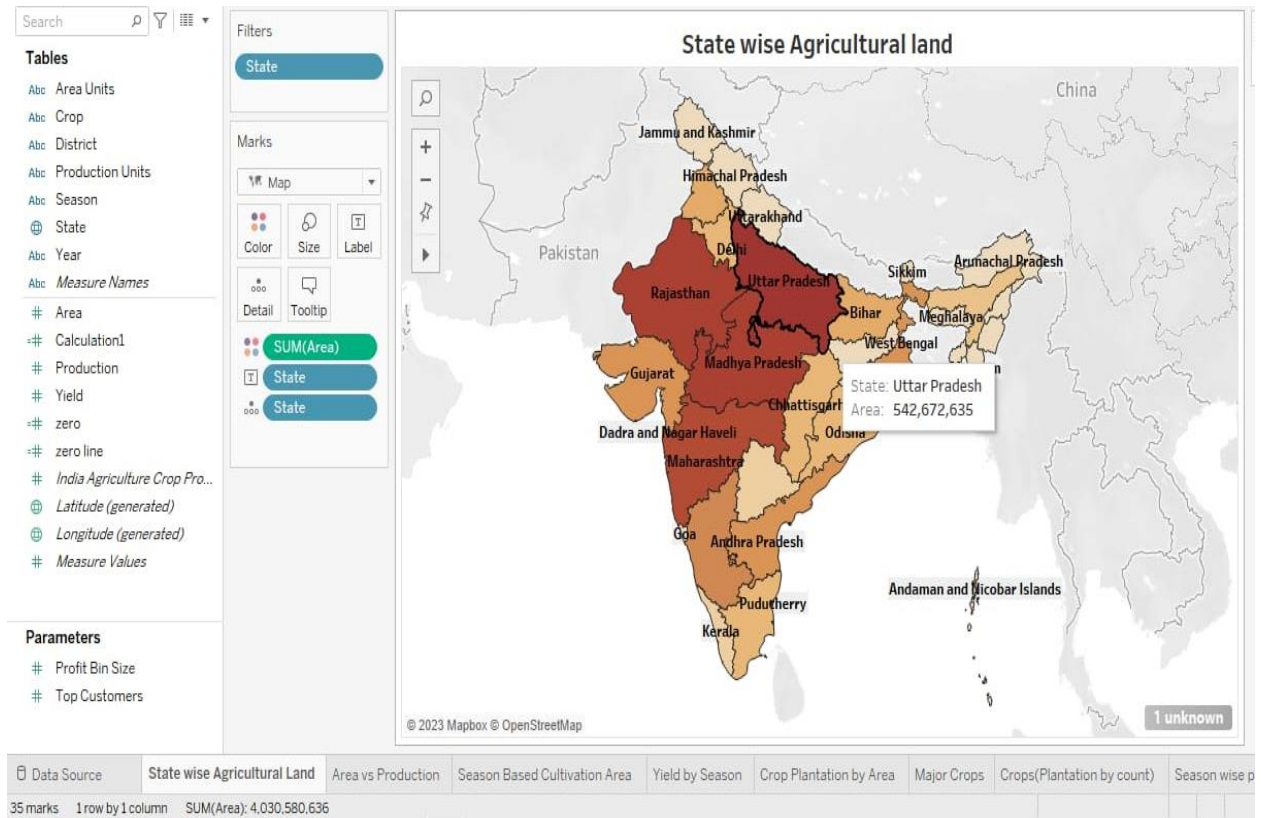 Search
Tables
Abc Area Units
Abc Crop
Abc District
Abc Production Units
Abc Season
State
Abc Year
Abc Measure Names
# Area
=# Calculation1
# Production
# Yield
=# zero
=# zero line
# India Agriculture Crop Pro...
Latitude (generated)
Longitude (generated)
# Measure Values
Parameters
# Profit Bin Size
# Top Customers
Filters
State
Marks
Map
Color Size Label
Detail Tooltip
SUM(Area)
State
State
State wise Agricultural land
China
Jammu and Kashmir
Himachal Pradesh
Uttarakhand
Pakistan
Delhi
Arunachal Pradesh
Sikkim
Uttar Pradesh
Rajasthan
Bihar
Meghalaya
West Bengal
Madhya Pradesh
Gujarat
State: Uttar Pradesh
Area: 542,672,635
Chhattisgarh
Dadra and Nagar Haveli
Odisha
Maharashtra
Goa
Andhra Pradesh
Andaman and Nicobar Islands
Puducherry
Kerala
© 2023 Mapbox © OpenStreetMap
1 unknown
Data Source State wise Agricultural Land Area vs Production Season Based Cultivation Area Yield by Season Crop Plantation by Area Major Crops Crops(Plantation by count) Season wise p
35 marks 1 row by 1 column SUM(Area): 4,030,580,636